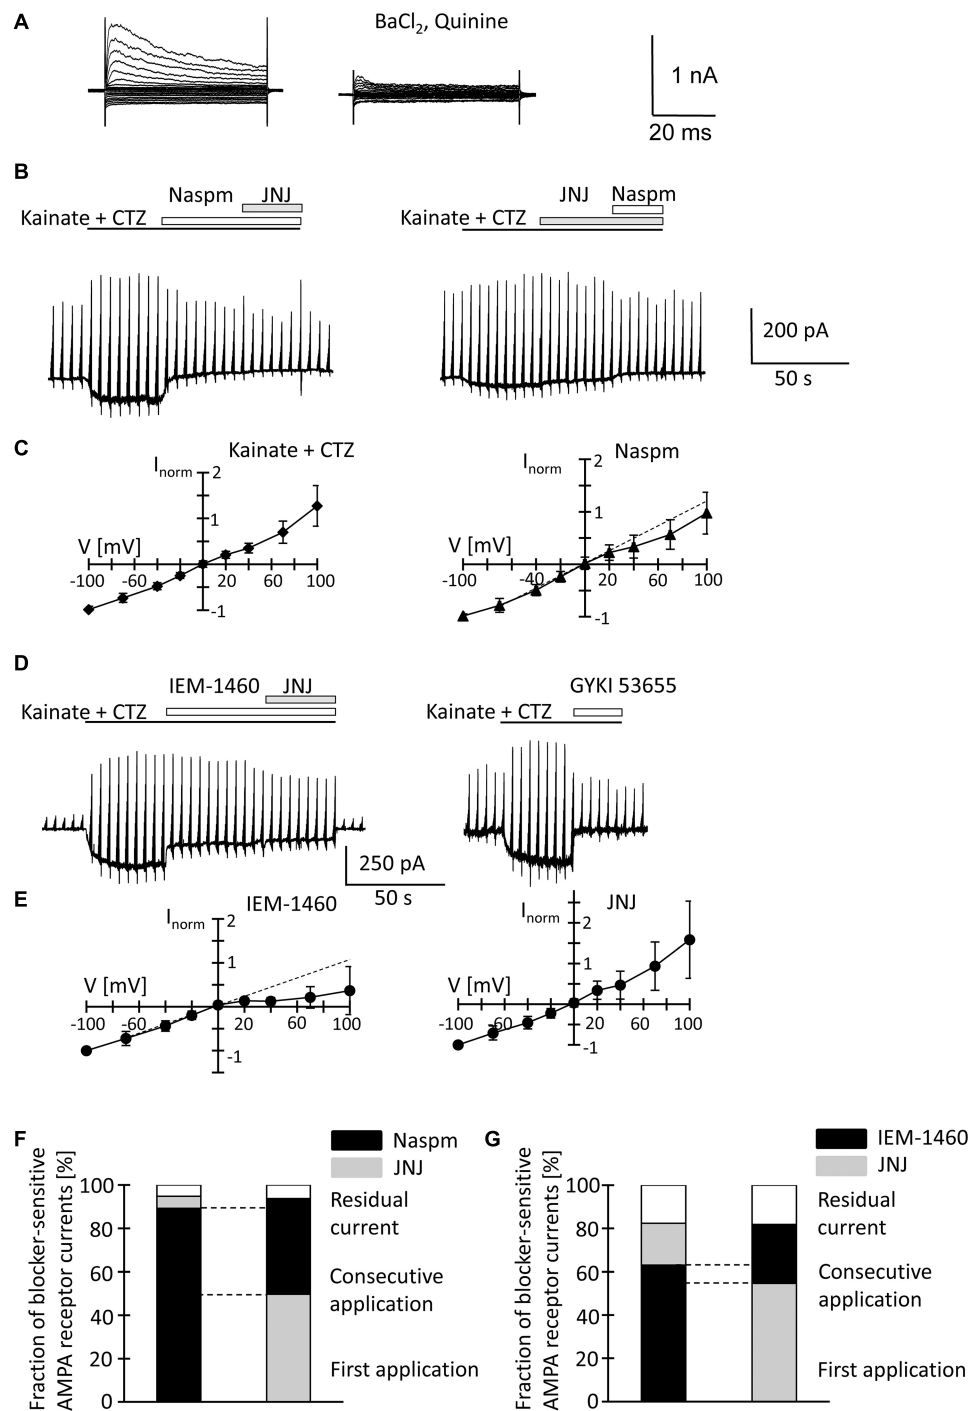 A
BaCl2, Quinine
1 nA
20 ms
B
Naspm
JNJ
Kainate + CTZ
JNJ
Naspm
Kainate + CTZ
200 pA
50 s
C
Kainate + CTZ
Inorm
2
1
V [mV]
-100 -60 20 60 100
-1
Naspm
Inorm
2
1
V [mV]
-100 -40 20 60 100
-1
D
IEM-1460
JNJ
Kainate + CTZ
GYKI 53655
Kainate + CTZ
250 pA
50 s
E
IEM-1460
Inorm
2
1
V [mV]
-100 -60 20 60 100
-1
JNJ
Inorm
2
1
V [mV]
-100 -60 20 60 100
-1
F
Naspm
JNJ
Fraction of blocker-sensitive
AMPA receptor currents [%]
100
80
60
40
20
0
Residual
current
Consecutive
application
First application
G
IEM-1460
JNJ
Fraction of blocker-sensitive
AMPA receptor currents [%]
100
80
60
40
20
0
Residual
current
Consecutive
application
First application